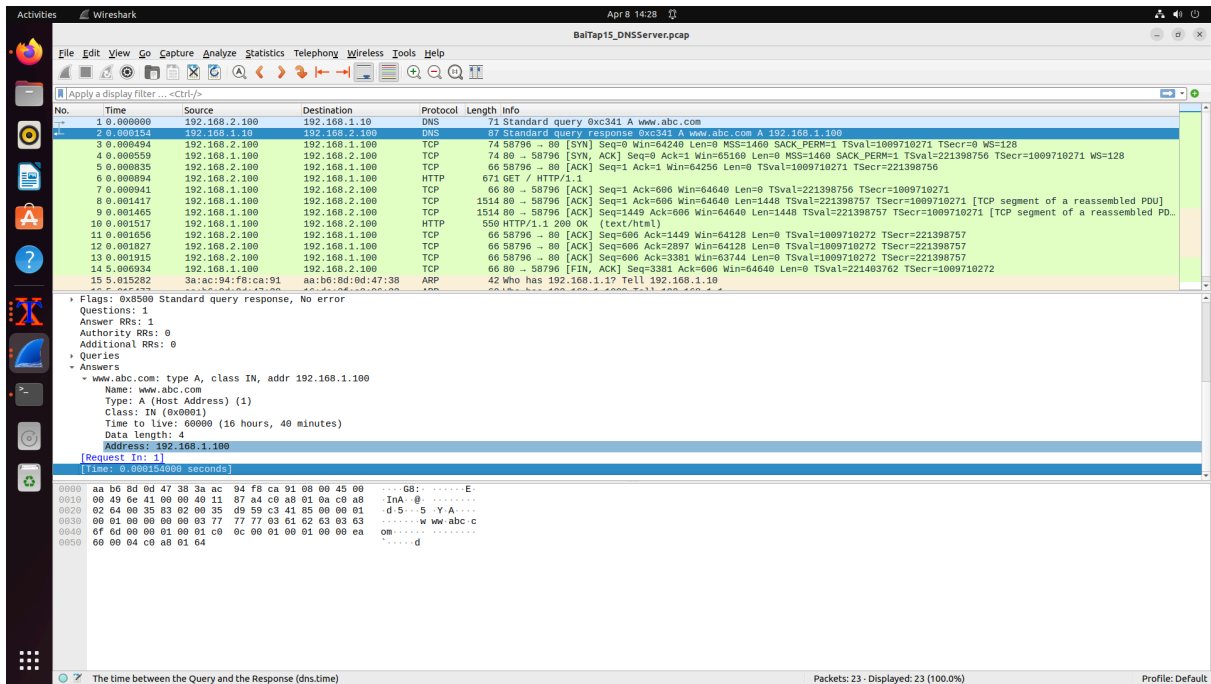 Activities Wireshark Apr 8 14:28
BaiTap15_DNSServer.pcap
File Edit View Go Capture Analyze Statistics Telephony Wireless Tools Help
Apply a display filter ... <Ctrl-/>
No. Time Source Destination Protocol Length Info
1 0.000000 192.168.2.100 192.168.1.10 DNS 71 Standard query 0xc341 A www.abc.com
2 0.000154 192.168.1.10 192.168.2.100 DNS 87 Standard query response 0xc341 A www.abc.com A 192.168.1.100
3 0.000494 192.168.2.100 192.168.1.100 TCP 74 58796 → 80 [SYN] Seq=0 Win=64240 Len=0 MSS=1460 SACK_PERM=1 TSval=1009710271 TSecr=0 WS=128
4 0.000559 192.168.1.100 192.168.2.100 TCP 74 80 → 58796 [SYN, ACK] Seq=0 Ack=1 Win=65160 Len=0 MSS=1460 SACK_PERM=1 TSval=221398756 TSecr=1009710271 WS=128
5 0.000835 192.168.2.100 192.168.1.100 TCP 66 58796 → 80 [ACK] Seq=1 Ack=1 Win=64256 Len=0 TSval=1009710271 TSecr=221398756
6 0.000894 192.168.2.100 192.168.1.100 HTTP 671 GET / HTTP/1.1
7 0.000941 192.168.1.100 192.168.2.100 TCP 66 80 → 58796 [ACK] Seq=1 Ack=606 Win=64640 Len=0 TSval=221398756 TSecr=1009710271
8 0.001417 192.168.1.100 192.168.2.100 TCP 1514 80 → 58796 [ACK] Seq=1 Ack=606 Win=64640 Len=1448 TSval=221398757 TSecr=1009710271 [TCP segment of a reassembled PDU]
9 0.001465 192.168.1.100 192.168.2.100 TCP 1514 80 → 58796 [ACK] Seq=1449 Ack=606 Win=64640 Len=1448 TSval=221398757 TSecr=1009710271 [TCP segment of a reassembled PD…
10 0.001517 192.168.1.100 192.168.2.100 HTTP 550 HTTP/1.1 200 OK (text/html)
11 0.001656 192.168.2.100 192.168.1.100 TCP 66 58796 → 80 [ACK] Seq=606 Ack=1449 Win=64128 Len=0 TSval=1009710272 TSecr=221398757
12 0.001827 192.168.2.100 192.168.1.100 TCP 66 58796 → 80 [ACK] Seq=606 Ack=2897 Win=64128 Len=0 TSval=1009710272 TSecr=221398757
13 0.001915 192.168.2.100 192.168.1.100 TCP 66 58796 → 80 [ACK] Seq=606 Ack=3381 Win=63744 Len=0 TSval=1009710272 TSecr=221398757
14 5.006934 192.168.1.100 192.168.2.100 TCP 66 80 → 58796 [FIN, ACK] Seq=3381 Ack=606 Win=64640 Len=0 TSval=221403762 TSecr=1009710272
15 5.015282 3a:ac:94:f8:ca:91 aa:b6:8d:0d:47:38 ARP 42 Who has 192.168.1.1? Tell 192.168.1.10
Flags: 0x8500 Standard query response, No error
Questions: 1
Answer RRs: 1
Authority RRs: 0
Additional RRs: 0
Queries
Answers
www.abc.com: type A, class IN, addr 192.168.1.100
Name: www.abc.com
Type: A (Host Address) (1)
Class: IN (0x0001)
Time to live: 60000 (16 hours, 40 minutes)
Data length: 4
Address: 192.168.1.100
[Request In: 1]
[Time: 0.000154000 seconds]
0000 aa b6 8d 0d 47 38 3a ac 94 f8 ca 91 08 00 45 00 ····G8:· ······E·
0010 00 49 6e 41 00 00 40 11 87 a4 c0 a8 01 0a c0 a8 ·InA··@· ········
0020 02 64 00 35 83 02 00 35 d9 59 c3 41 85 00 00 01 ·d·5···5 ·Y·A····
0030 00 01 00 00 00 00 03 77 77 77 03 61 62 63 03 63 ·······w ww·abc·c
0040 6f 6d 00 00 01 00 01 c0 0c 00 01 00 01 00 00 ea om······ ········
0050 60 00 04 c0 a8 01 64 `·····d
The time between the Query and the Response (dns.time) Packets: 23 · Displayed: 23 (100.0%) Profile: Default